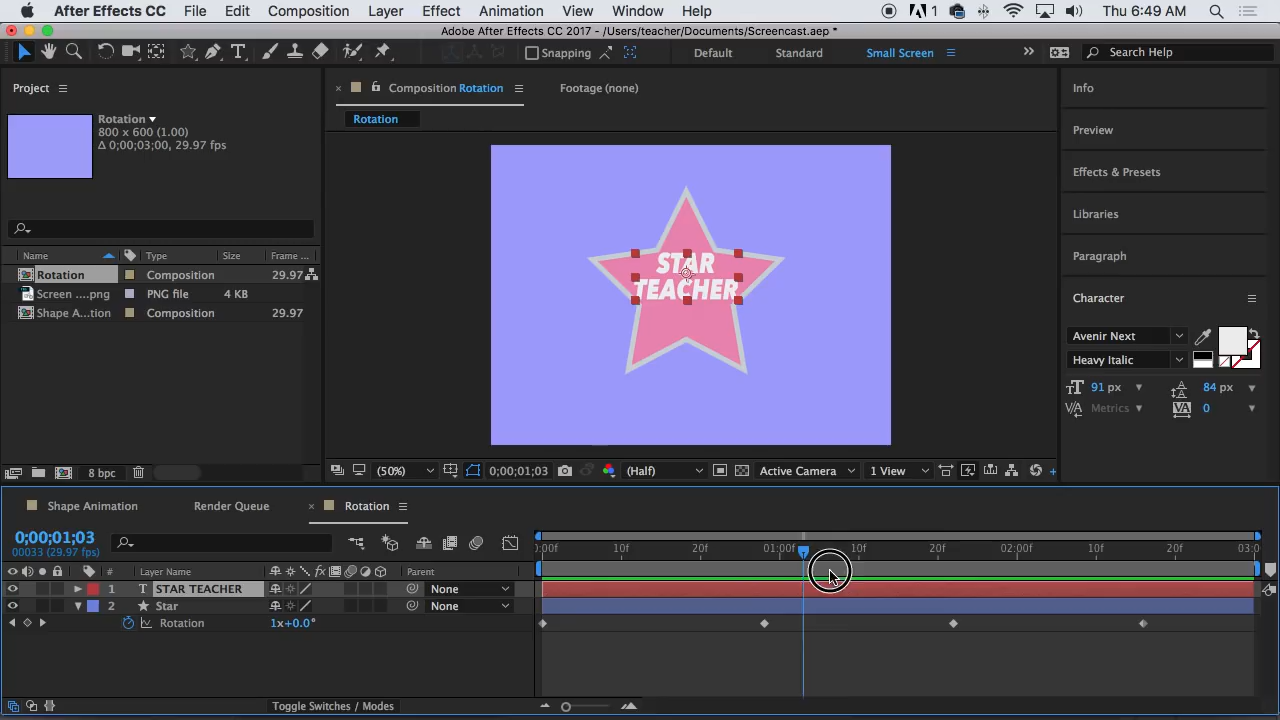 After Effects CC File Edit Composition Layer Effect Animation View Window Help 1 Thu 6:49 AM
Adobe After Effects CC 2017 - /Users/teacher/Documents/Screencast.aep *
Snapping Default Standard Small Screen Search Help
Project
Composition Rotation Footage (none)
Info
Rotation
800 x 600 (1.00)
Δ 0;00;03;00, 29.97 fps
Rotation
Preview
Effects & Presets
Libraries
Paragraph
Character
Name Type Size Frame ...
Rotation Composition 29.97
Screen ....png PNG file 4 KB
Shape A...tion Composition 29.97
STAR
TEACHER
Avenir Next
Heavy Italic
91 px 84 px
Metrics 0
8 bpc
(50%) 0;00;01;03 (Half) Active Camera 1 View
Shape Animation Render Queue Rotation
0;00;01;03
00033 (29.97 fps)
:00f 10f 20f 01:00f 10f 20f 02:00f 10f 20f 03:0
# Layer Name fx Parent
1 T STAR TEACHER None
2 Star None
Rotation 1x+0.0°
Toggle Switches / Modes